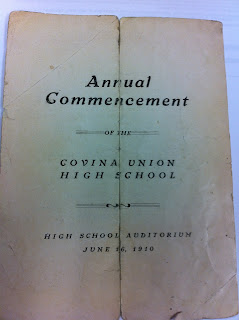 Annual
Commencement
OF THE
COVINA UNION
HIGH SCHOOL
HIGH SCHOOL AUDITORIUM
JUNE 16, 1910